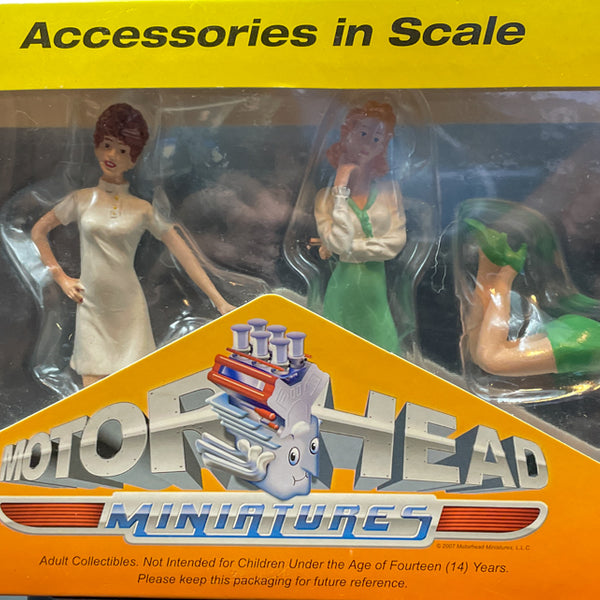 Accessories in Scale
MOTORHEAD
MINIATURES
© 2007 Motorhead Miniatures, L.L.C.
Adult Collectibles. Not Intended for Children Under the Age of Fourteen (14) Years.
Please keep this packaging for future reference.